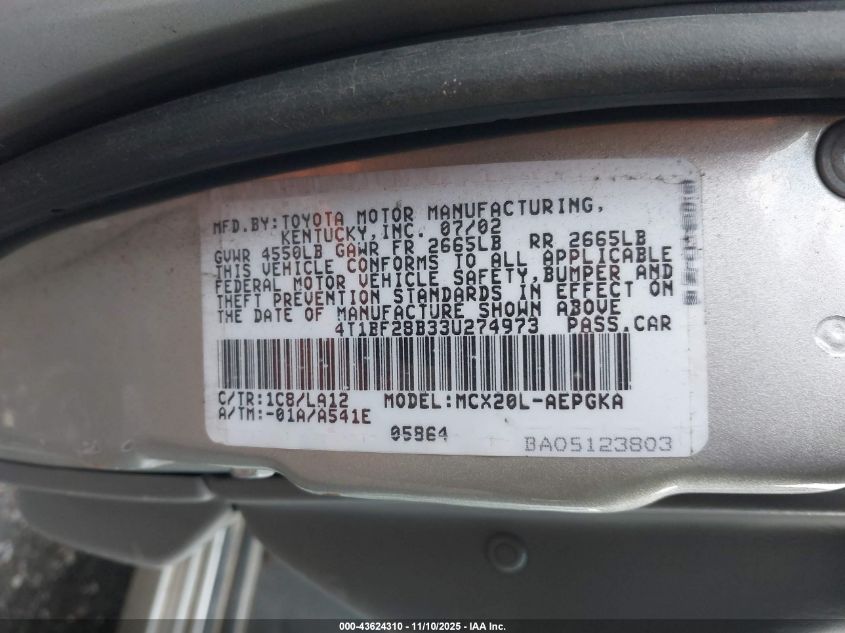 MFD.BY:TOYOTA MOTOR MANUFACTURING,
KENTUCKY,INC. 07/02
GVWR 4550LB GAWR FR 2665LB RR 2665LB
THIS VEHICLE CONFORMS TO ALL APPLICABLE
FEDERAL MOTOR VEHICLE SAFETY,BUMPER AND
THEFT PREVENTION STANDARDS IN EFFECT ON
THE DATE OF MANUFACTURE SHOWN ABOVE
4T1BF28B33U274973 PASS.CAR
C/TR:1C8/LA12 MODEL:MCX20L-AEPGKA
A/TM:-01A/A541E
05964
BA05123803
000-43624310 - 11/10/2025 - IAA Inc.